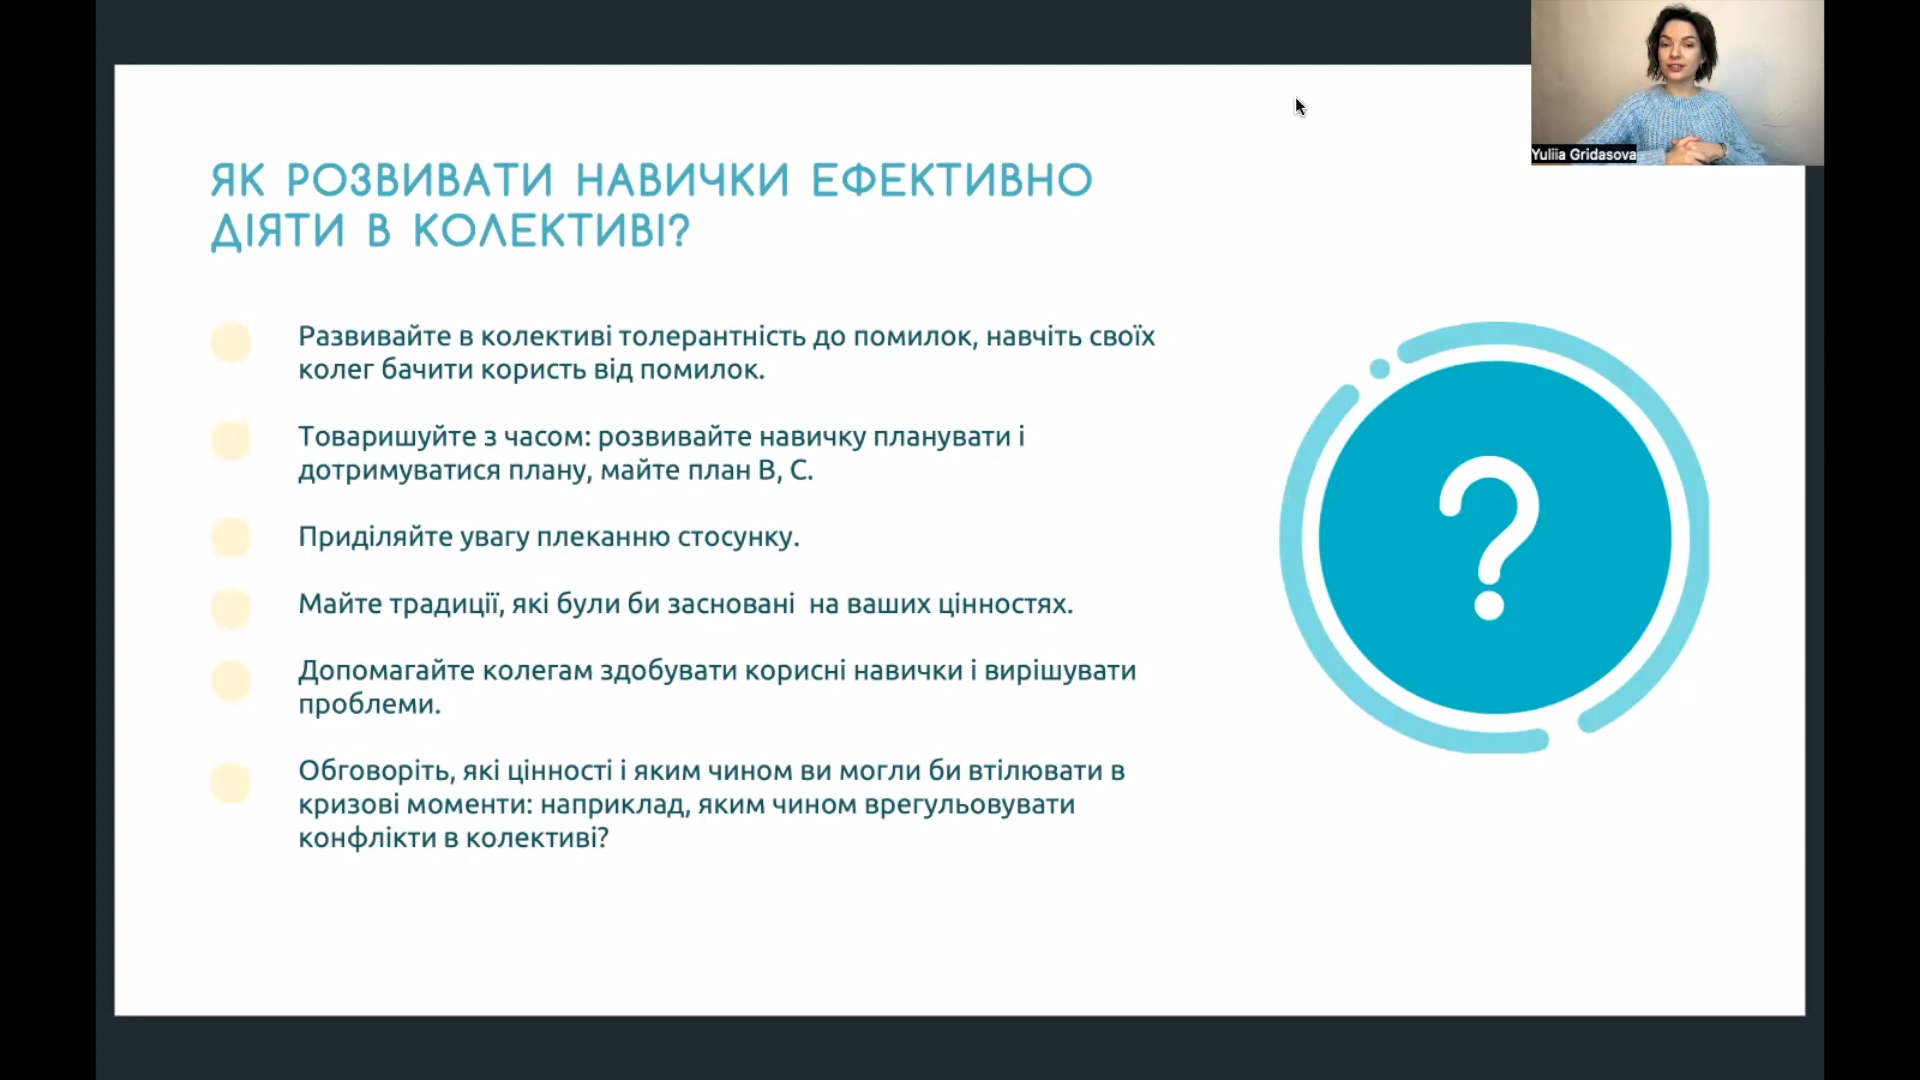 Yuliia Gridasova
ЯК РОЗВИВАТИ НАВИЧКИ ЕФЕКТИВНО
ДІЯТИ В КОЛЕКТИВІ?
Развивайте в колективі толерантність до помилок, навчіть своїх
колег бачити користь від помилок.
Товаришуйте з часом: розвивайте навичку планувати і
дотримуватися плану, майте план В, С.
Приділяйте увагу плеканню стосунку.
Майте традиції, які були би засновані  на ваших цінностях.
Допомагайте колегам здобувати корисні навички і вирішувати
проблеми.
Обговоріть, які цінності і яким чином ви могли би втілювати в
кризові моменти: наприклад, яким чином врегульовувати
конфлікти в колективі?
?